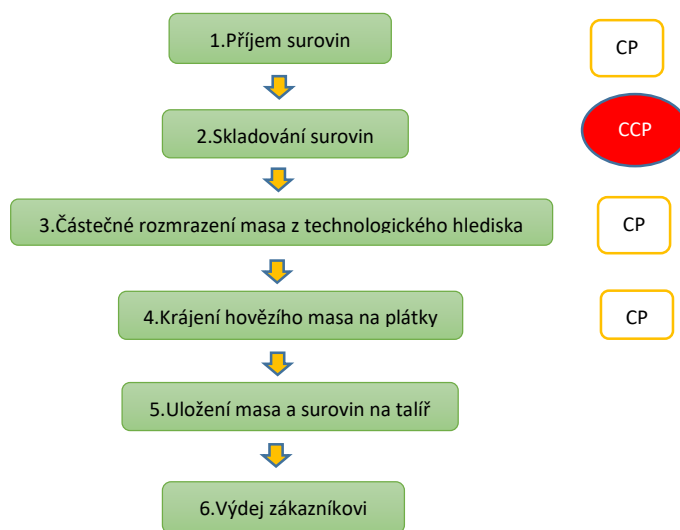 1.Příjem surovin
CP
2.Skladování surovin
CCP
3.Částečné rozmrazení masa z technologického hlediska
CP
4.Krájení hovězího masa na plátky
CP
5.Uložení masa a surovin na talíř
6.Výdej zákazníkovi